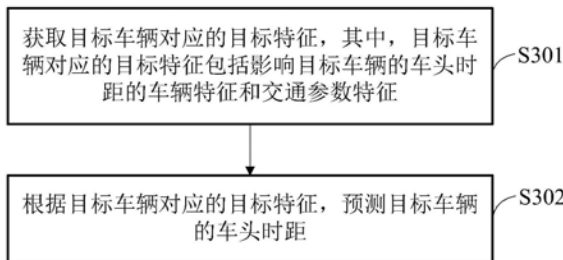 获取目标车辆对应的目标特征，其中，目标车
辆对应的目标特征包括影响目标车辆的车头时
距的车辆特征和交通参数特征
S301
根据目标车辆对应的目标特征，预测目标车辆
的车头时距
S302